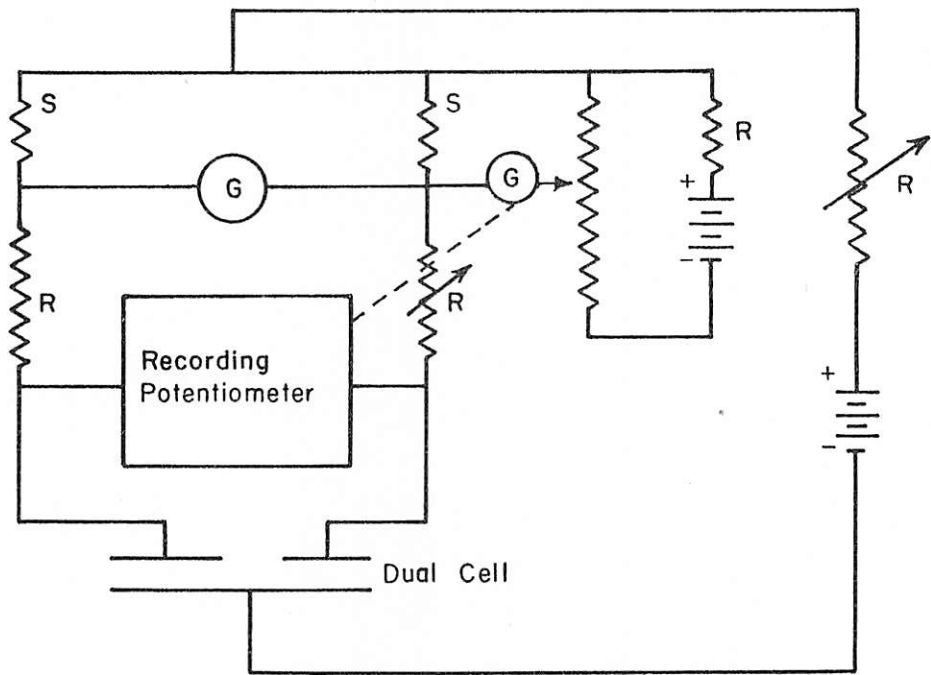 S
S
R
R
G
G
+
-
R
R
Recording
Potentiometer
+
-
Dual Cell